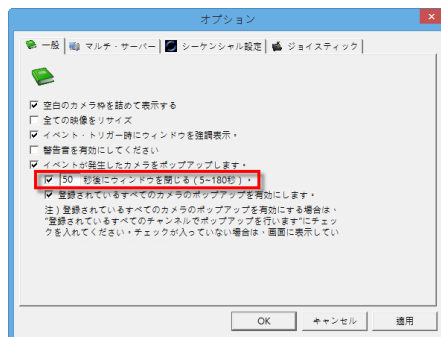 オプション
一般 マルチ・サーバー シーケンシャル設定 ジョイスティック
空白のカメラ枠を詰めて表示する
全ての映像をリサイズ
イベント・トリガー時にウィンドウを強調表示・
警告音を有効にしてください
イベントが発生したカメラをポップアップします・
50 秒後にウィンドウを閉じる (5~180秒)・
登録されているすべてのカメラのポップアップを有効にします・
注)登録されているすべてのカメラのポップアップを有効にする場合は、
"登録されているすべてのチャンネルでポップアップを行います"にチェッ
クを入れてください・チェックが入っていない場合は、画面に表示してい
OK キャンセル 適用